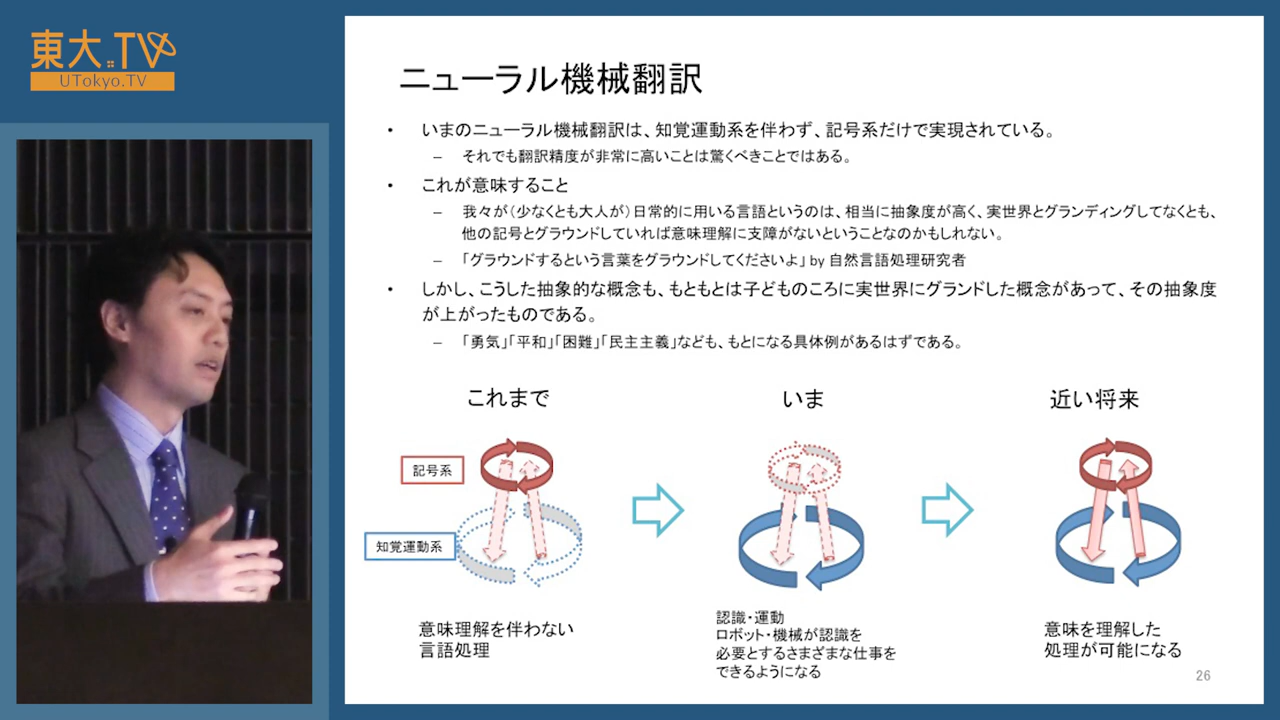 東大.TV
UTokyo.TV
ニューラル機械翻訳
• いまのニューラル機械翻訳は、知覚運動系を伴わず、記号系だけで実現されている。
– それでも翻訳精度が非常に高いことは驚くべきことではある。
• これが意味すること
– 我々が(少なくとも大人が)日常的に用いる言語というのは、相当に抽象度が高く、実世界とグランディングしてなくとも、
他の記号とグラウンドしていれば意味理解に支障がないということなのかもしれない。
– 「グラウンドするという言葉をグラウンドしてくださいよ」 by 自然言語処理研究者
• しかし、こうした抽象的な概念も、もともとは子どものころに実世界にグランドした概念があって、その抽象度
が上がったものである。
– 「勇気」「平和」「困難」「民主主義」なども、もとになる具体例があるはずである。
これまで
いま
近い将来
記号系
知覚運動系
意味理解を伴わない
言語処理
認識・運動
ロボット・機械が認識を
必要とするさまざまな仕事を
できるようになる
意味を理解した
処理が可能になる
26